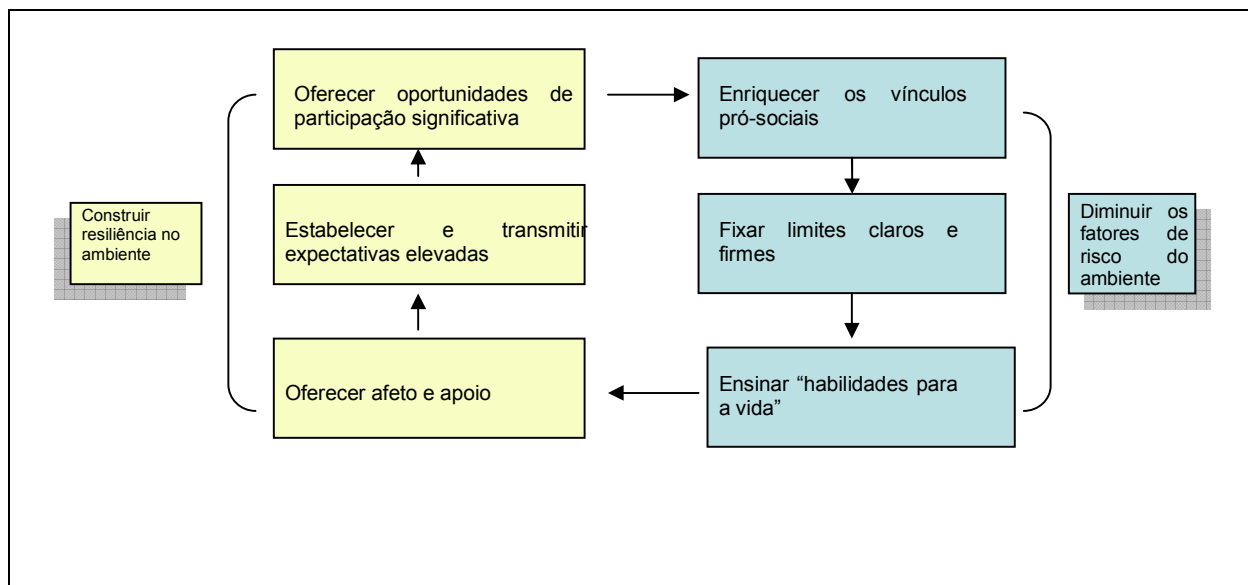 Oferecer oportunidades de
participação significativa
Enriquecer os vínculos
pró-sociais
Construir
resiliência no
ambiente
Estabelecer e transmitir
expectativas elevadas
Fixar limites claros e
firmes
Diminuir os
fatores de
risco do
ambiente
Oferecer afeto e apoio
Ensinar “habilidades para
a vida”